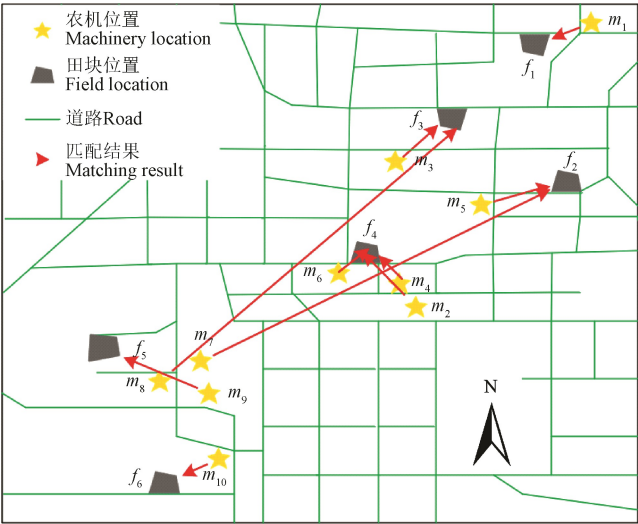 农机位置
Machinery location
田块位置
Field location
道路Road
匹配结果
Matching result
m1
f1
f3
m3
f2
m5
f4
m6
m4
m2
m7
f5
m8
m9
N
f6
m10